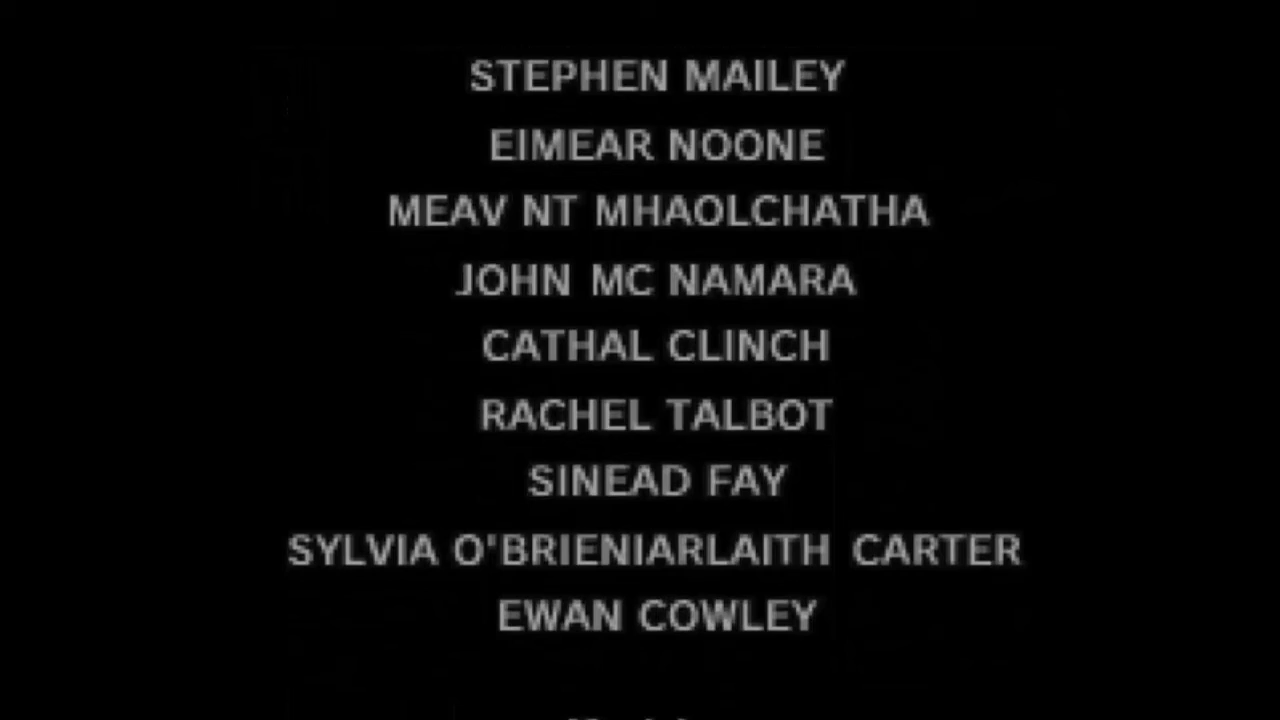 STEPHEN MAILEY
EIMEAR NOONE
MEAV NT MHAOLCHATHA
JOHN MC NAMARA
CATHAL CLINCH
RACHEL TALBOT
SINEAD FAY
SYLVIA O'BRIENIARLAITH CARTER
EWAN COWLEY